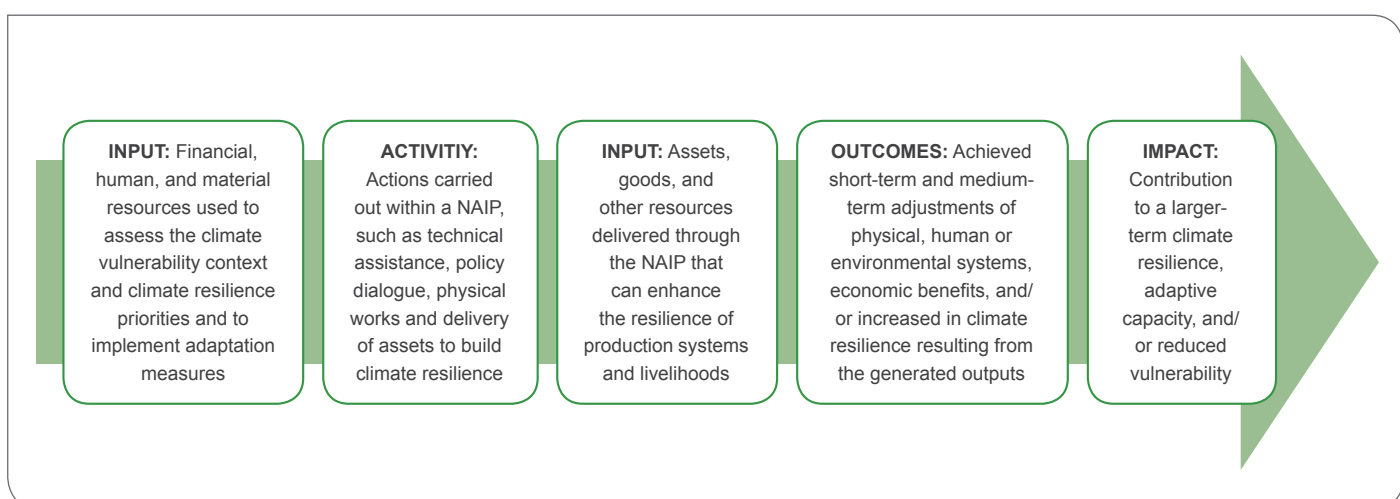 INPUT: Financial,
human, and material
resources used to
assess the climate
vulnerability context
and climate resilience
priorities and to
implement adaptation
measures
ACTIVITIY:
Actions carried
out within a NAIP,
such as technical
assistance, policy
dialogue, physical
works and delivery
of assets to build
climate resilience
INPUT: Assets,
goods, and
other resources
delivered through
the NAIP that
can enhance
the resilience of
production systems
and livelihoods
OUTCOMES: Achieved
short-term and medium-
term adjustments of
physical, human or
environmental systems,
economic benefits, and/
or increased in climate
resilience resulting from
the generated outputs
IMPACT:
Contribution
to a larger-
term climate
resilience,
adaptive
capacity, and/
or reduced
vulnerability